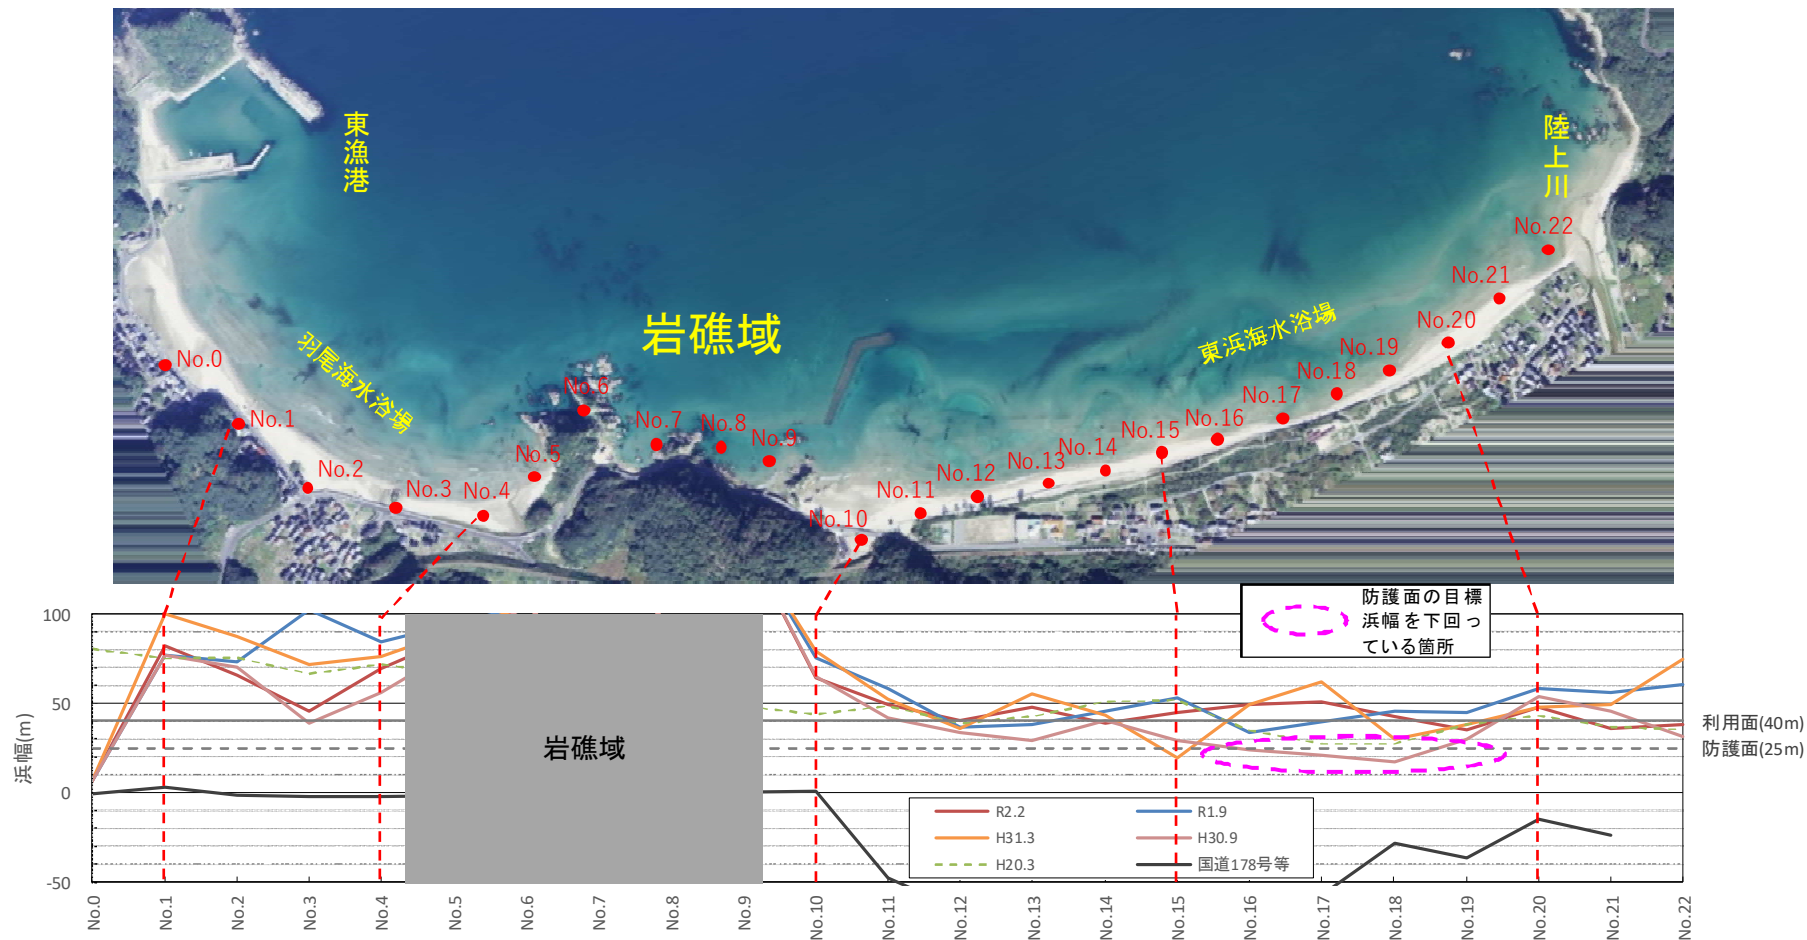 東漁港
陸上川
No.22
No.21
No.20
No.19
No.18
No.17
No.16
No.15
No.14
No.13
No.12
No.11
No.10
No.9
No.8
No.7
No.6
No.5
No.4
No.3
No.2
No.1
No.0
羽尾海水浴場
岩礁域
東浜海水浴場
防護面の目標
浜幅を下回っ
ている箇所
浜幅(m)
100
50
0
-50
岩礁域
利用面(40m)
防護面(25m)
R2.2
R1.9
H31.3
H30.9
H20.3
国道178号等
No.0
No.1
No.2
No.3
No.4
No.5
No.6
No.7
No.8
No.9
No.10
No.11
No.12
No.13
No.14
No.15
No.16
No.17
No.18
No.19
No.20
No.21
No.22